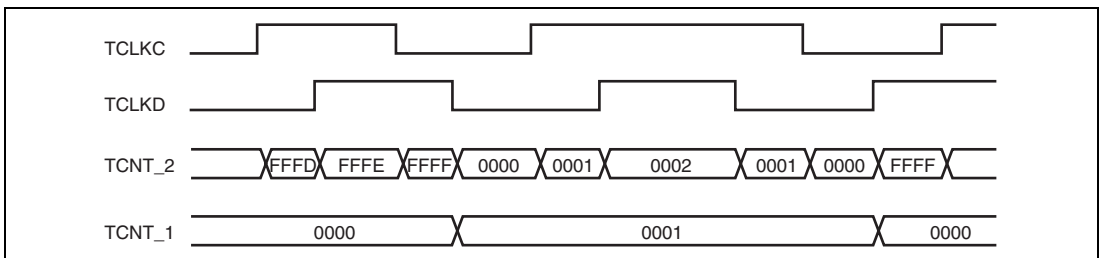 TCLKC
TCLKD
TCNT_2 FFFD FFFE FFFF 0000 0001 0002 0001 0000 FFFF
TCNT_1 0000 0001 0000